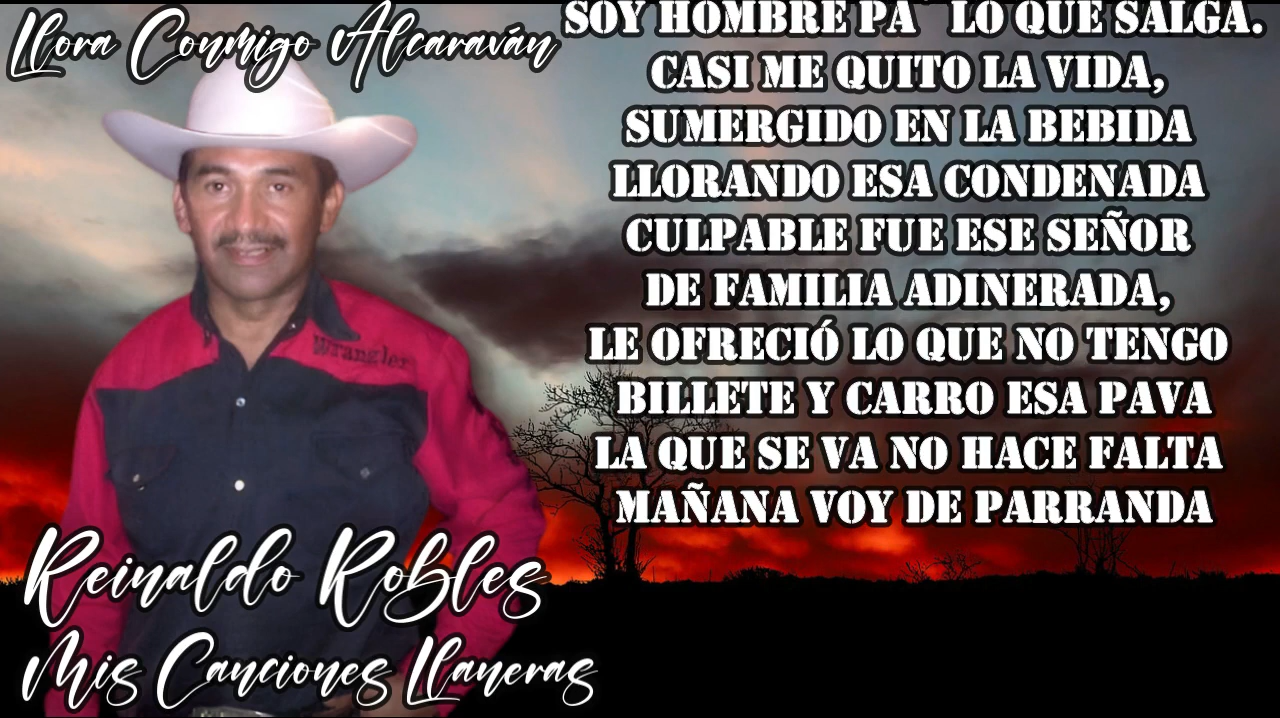 Llora Conmigo Alcaraván
SOY HOMBRE PA´ LO QUE SALGA.
CASI ME QUITO LA VIDA,
SUMERGIDO EN LA BEBIDA
LLORANDO ESA CONDENADA
CULPABLE FUE ESE SEÑOR
DE FAMILIA ADINERADA,
LE OFRECIÓ LO QUE NO TENGO
BILLETE Y CARRO ESA PAVA
LA QUE SE VA NO HACE FALTA
MAÑANA VOY DE PARRANDA
Wrangler
Reinaldo Robles
Mis Canciones Llaneras